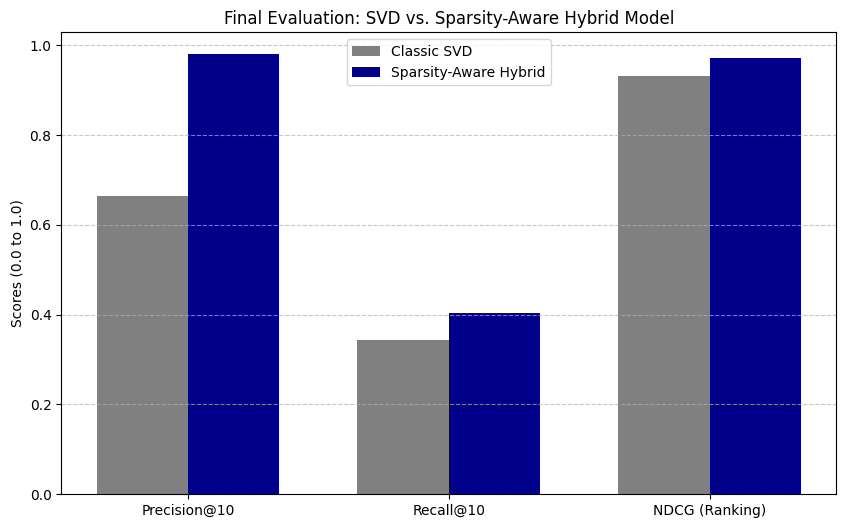 Final Evaluation: SVD vs. Sparsity-Aware Hybrid Model
Classic SVD
Sparsity-Aware Hybrid
Scores (0.0 to 1.0)
1.0
0.8
0.6
0.4
0.2
0.0
Precision@10
Recall@10
NDCG (Ranking)